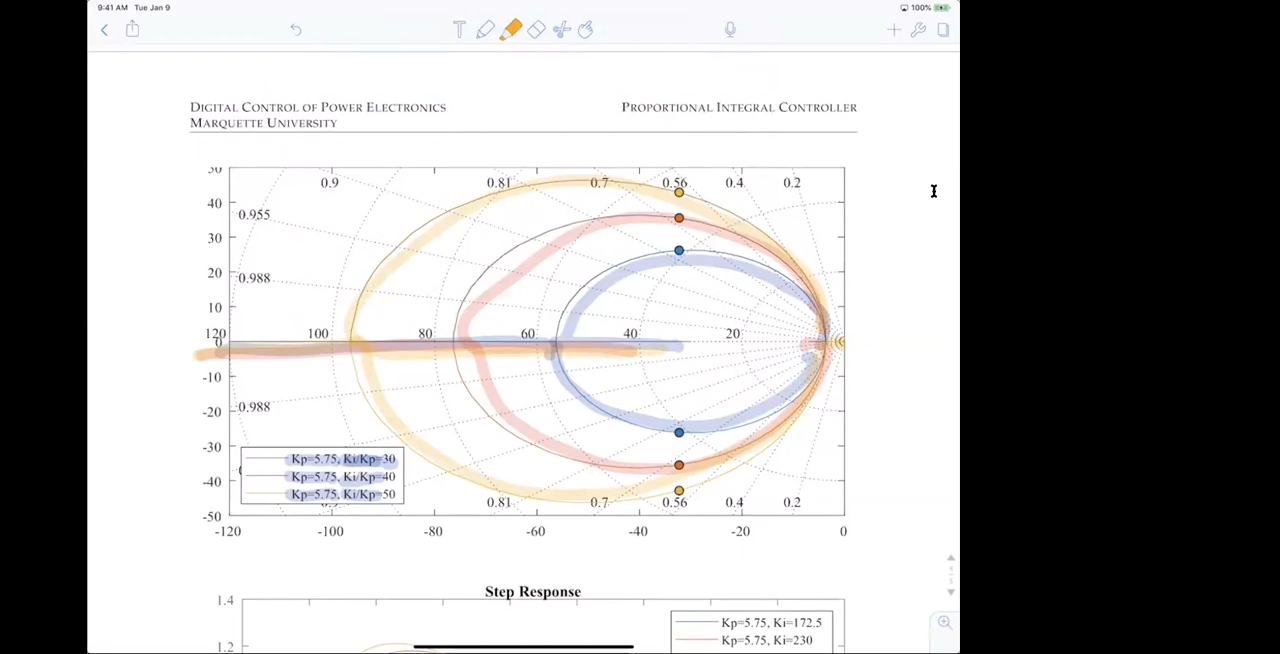 9:41 AM Tue Jan 9
100%
T
DIGITAL CONTROL OF POWER ELECTRONICS
PROPORTIONAL INTEGRAL CONTROLLER
MARQUETTE UNIVERSITY
0.9 0.81 0.7 0.56 0.4 0.2
40
0.955
30
20
0.988
10
120 100 80 60 40 20
0
-10
-20
0.988
-30
Kp=5.75, Ki/Kp=30
Kp=5.75, Ki/Kp=40
-40
Kp=5.75, Ki/Kp=50
0.81 0.7 0.56 0.4 0.2
-50
-120 -100 -80 -60 -40 -20 0
Step Response
1.4
Kp=5.75, Ki=172.5
Kp=5.75, Ki=230
1.2